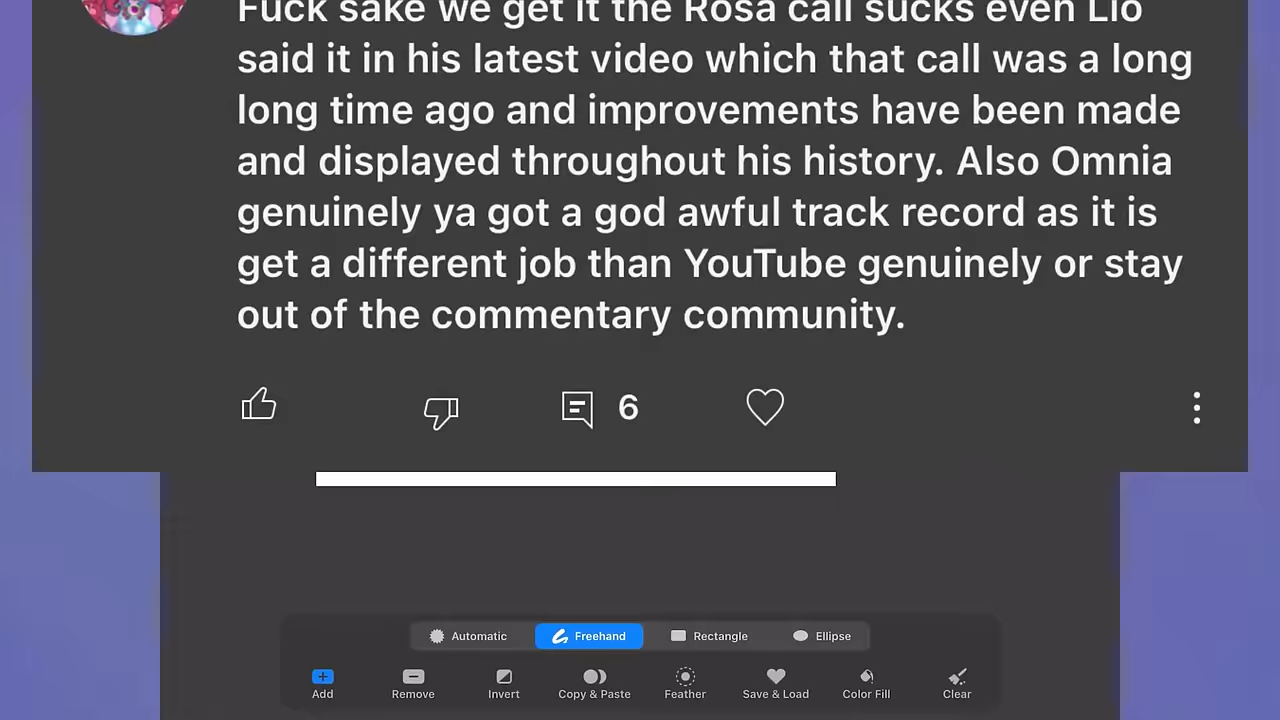 Fuck sake we get it the Rosa call sucks even Lio
said it in his latest video which that call was a long
long time ago and improvements have been made
and displayed throughout his history. Also Omnia
genuinely ya got a god awful track record as it is
get a different job than YouTube genuinely or stay
out of the commentary community.
6
Automatic Freehand Rectangle Ellipse
Add Remove Invert Copy & Paste Feather Save & Load Color Fill Clear